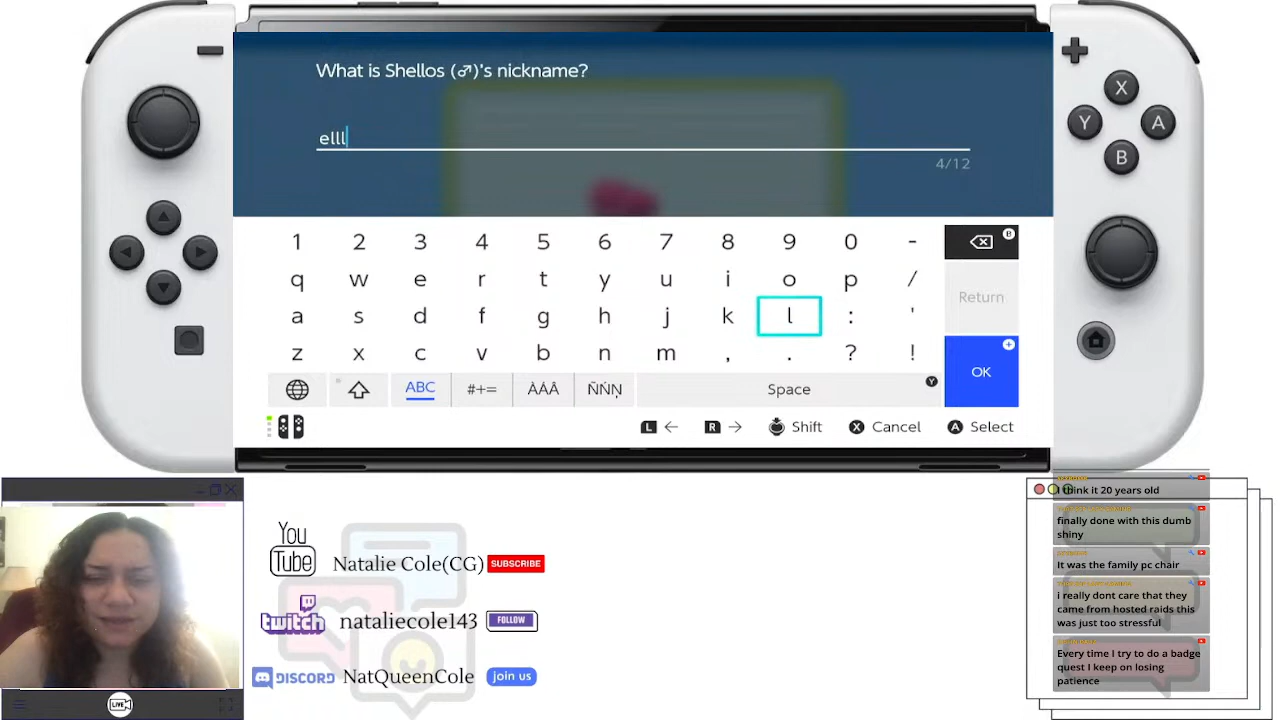 What is Shellos (♂)'s nickname?
elll
4/12
1 2 3 4 5 6 7 8 9 0 -
q w e r t y u i o p /
a s d f g h j k l : '
z x c v b n m , . ? !
Return
OK
ABC #+= ÀÁÂ ÑŃŅ Space
L ← R → Shift X Cancel A Select
X
Y A
B
You
Tube Natalie Cole(CG) SUBSCRIBE
twitch nataliecole143 FOLLOW
DISCORD NatQueenCole join us
LIVE
I think it 20 years old
finally done with this dumb
shiny
It was the family pc chair
i really dont care that they
came from hosted raids this
was just too stressful
Every time I try to do a badge
quest I keep on losing
patience